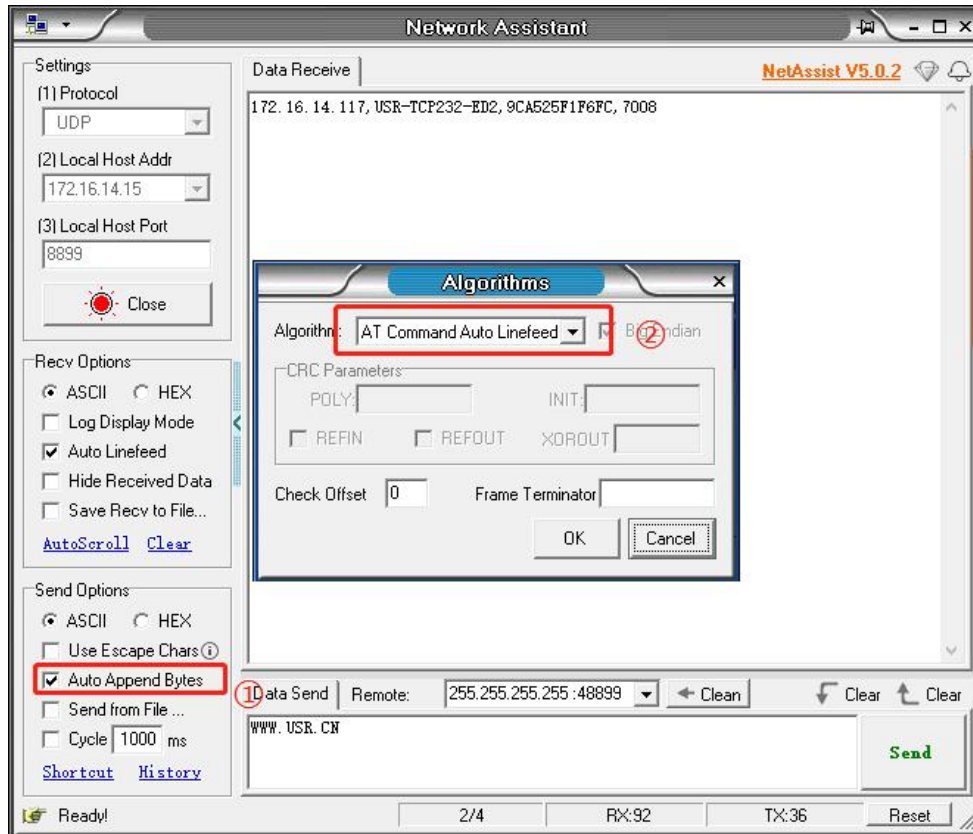 Network Assistant
Settings
(1) Protocol
UDP
(2) Local Host Addr
172.16.14.15
(3) Local Host Port
8899
Close
Recv Options
ASCII HEX
Log Display Mode
Auto Linefeed
Hide Received Data
Save Recv to File...
AutoScroll Clear
Send Options
ASCII HEX
Use Escape Chars
Auto Append Bytes
Send from File ...
Cycle 1000 ms
Shortcut History
Data Receive
NetAssist V5.0.2
172.16.14.117, USR-TCP232-ED2, 9CA525F1F6FC, 7008
Algorithms
Algorithm: AT Command Auto Linefeed ② Big Endian
CRC Parameters
POLY: INIT:
REFIN REFOUT XOROUT
Check Offset 0 Frame Terminator
OK Cancel
① Data Send Remote: 255.255.255.255 :48899 Clean Clear Clear
WWW.USR.CN
Send
Ready! 2/4 RX:92 TX:36 Reset